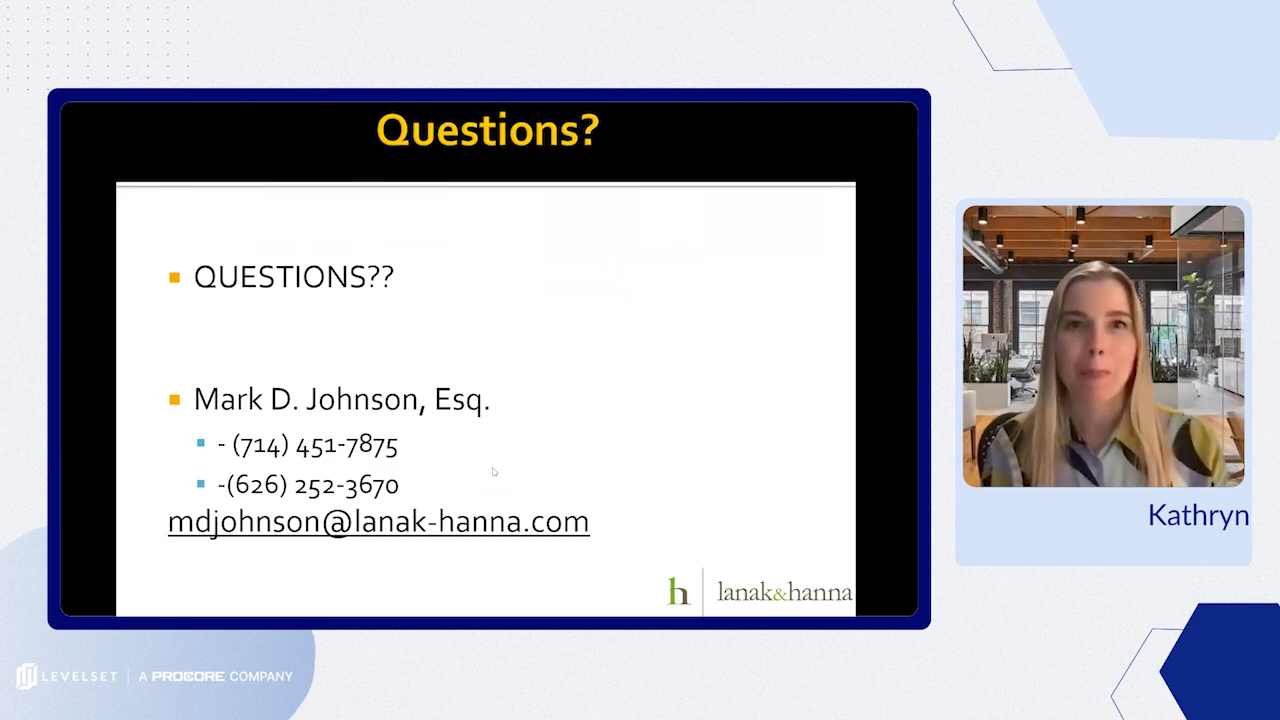 Questions?
QUESTIONS??
Mark D. Johnson, Esq.
- (714) 451-7875
-(626) 252-3670
mdjohnson@lanak-hanna.com
h lanak&hanna
Kathryn
LEVELSET | A PROCORE COMPANY